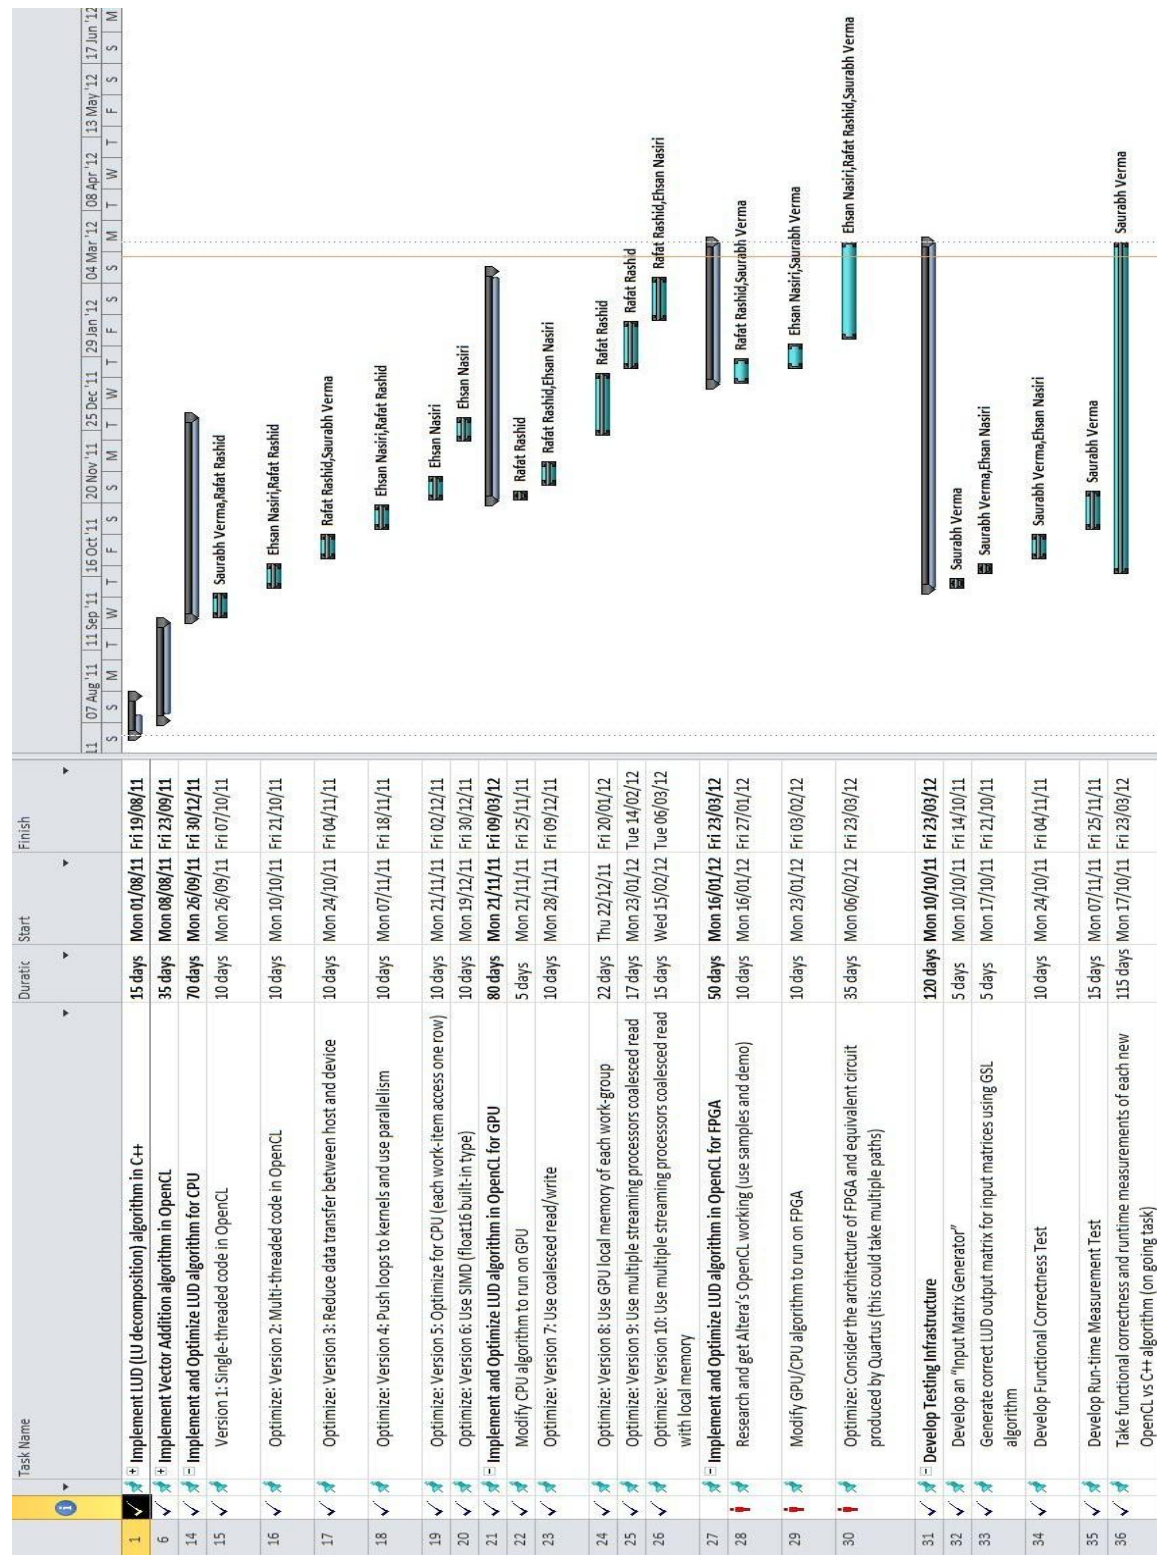 Task Name Duratic Start Finish
11 07 Aug '11 11 Sep '11 16 Oct '11 20 Nov '11 25 Dec '11 29 Jan '12 04 Mar '12 08 Apr '12 13 May '12 17 Jun '12
S S M T W T F S S M T W T F S S M T W T F S S M
1 Implement LUD (LU decomposition) algorithm in C++ 15 days Mon 01/08/11 Fri 19/08/11
6 Implement Vector Addition algorithm in OpenCL 35 days Mon 08/08/11 Fri 23/09/11
14 Implement and Optimize LUD algorithm for CPU 70 days Mon 26/09/11 Fri 30/12/11
15 Version 1: Single-threaded code in OpenCL 10 days Mon 26/09/11 Fri 07/10/11 Saurabh Verma,Rafat Rashid
16 Optimize: Version 2: Multi-threaded code in OpenCL 10 days Mon 10/10/11 Fri 21/10/11 Ehsan Nasiri,Rafat Rashid
17 Optimize: Version 3: Reduce data transfer between host and device 10 days Mon 24/10/11 Fri 04/11/11 Rafat Rashid,Saurabh Verma
18 Optimize: Version 4: Push loops to kernels and use parallelism 10 days Mon 07/11/11 Fri 18/11/11 Ehsan Nasiri,Rafat Rashid
19 Optimize: Version 5: Optimize for CPU (each work-item access one row) 10 days Mon 21/11/11 Fri 02/12/11 Ehsan Nasiri
20 Optimize: Version 6: Use SIMD (float16 built-in type) 10 days Mon 19/12/11 Fri 30/12/11 Ehsan Nasiri
21 Implement and Optimize LUD algorithm in OpenCL for GPU 80 days Mon 21/11/11 Fri 09/03/12
22 Modify CPU algorithm to run on GPU 5 days Mon 21/11/11 Fri 25/11/11 Rafat Rashid
23 Optimize: Version 7: Use coalesced read/write 10 days Mon 28/11/11 Fri 09/12/11 Rafat Rashid,Ehsan Nasiri
24 Optimize: Version 8: Use GPU local memory of each work-group 22 days Thu 22/12/11 Fri 20/01/12 Rafat Rashid
25 Optimize: Version 9: Use multiple streaming processors coalesced read 17 days Mon 23/01/12 Tue 14/02/12 Rafat Rashid
26 Optimize: Version 10: Use multiple streaming processors coalesced read 15 days Wed 15/02/12 Tue 06/03/12 Rafat Rashid,Ehsan Nasiri
with local memory
27 Implement and Optimize LUD algorithm in OpenCL for FPGA 50 days Mon 16/01/12 Fri 23/03/12
28 Research and get Altera's OpenCL working (use samples and demo) 10 days Mon 16/01/12 Fri 27/01/12 Rafat Rashid,Saurabh Verma
29 Modify GPU/CPU algorithm to run on FPGA 10 days Mon 23/01/12 Fri 03/02/12 Ehsan Nasiri,Saurabh Verma
30 Optimize: Consider the architecture of FPGA and equivalent circuit 35 days Mon 06/02/12 Fri 23/03/12 Ehsan Nasiri,Rafat Rashid,Saurabh Verma
produced by Quartus (this could take multiple paths)
31 Develop Testing Infrastructure 120 days Mon 10/10/11 Fri 23/03/12
32 Develop an "Input Matrix Generator" 5 days Mon 10/10/11 Fri 14/10/11 Saurabh Verma
33 Generate correct LUD output matrix for input matrices using GSL 5 days Mon 17/10/11 Fri 21/10/11 Saurabh Verma,Ehsan Nasiri
algorithm
34 Develop Functional Correctness Test 10 days Mon 24/10/11 Fri 04/11/11 Saurabh Verma,Ehsan Nasiri
35 Develop Run-time Measurement Test 15 days Mon 07/11/11 Fri 25/11/11 Saurabh Verma
36 Take functional correctness and runtime measurements of each new 115 days Mon 17/10/11 Fri 23/03/12 Saurabh Verma
OpenCL vs C++ algorithm (on going task)